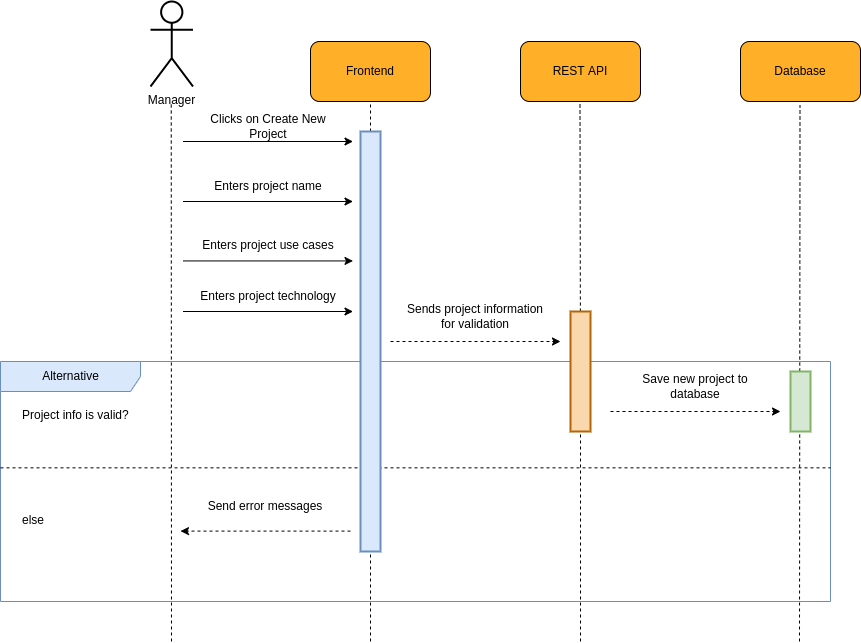 Manager
Frontend
REST API
Database
Clicks on Create New
Project
Enters project name
Enters project use cases
Enters project technology
Sends project information
for validation
Alternative
Save new project to
database
Project info is valid?
Send error messages
else